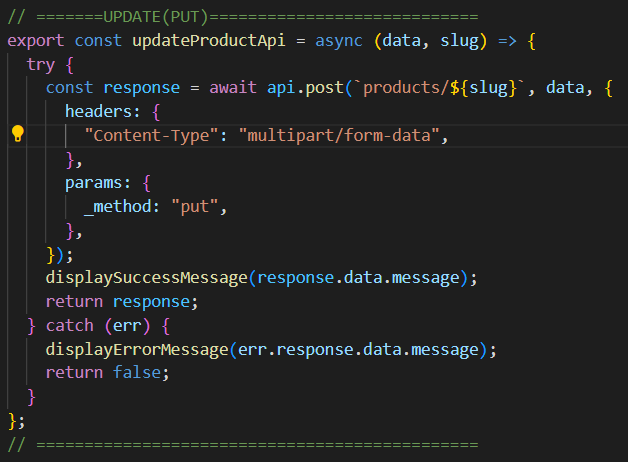 // =======UPDATE(PUT)============================
export const updateProductApi = async (data, slug) => {
  try {
    const response = await api.post(`products/${slug}`, data, {
      headers: {
        "Content-Type": "multipart/form-data",
      },
      params: {
        _method: "put",
      },
    });
    displaySuccessMessage(response.data.message);
    return response;
  } catch (err) {
    displayErrorMessage(err.response.data.message);
    return false;
  }
};
// ==============================================